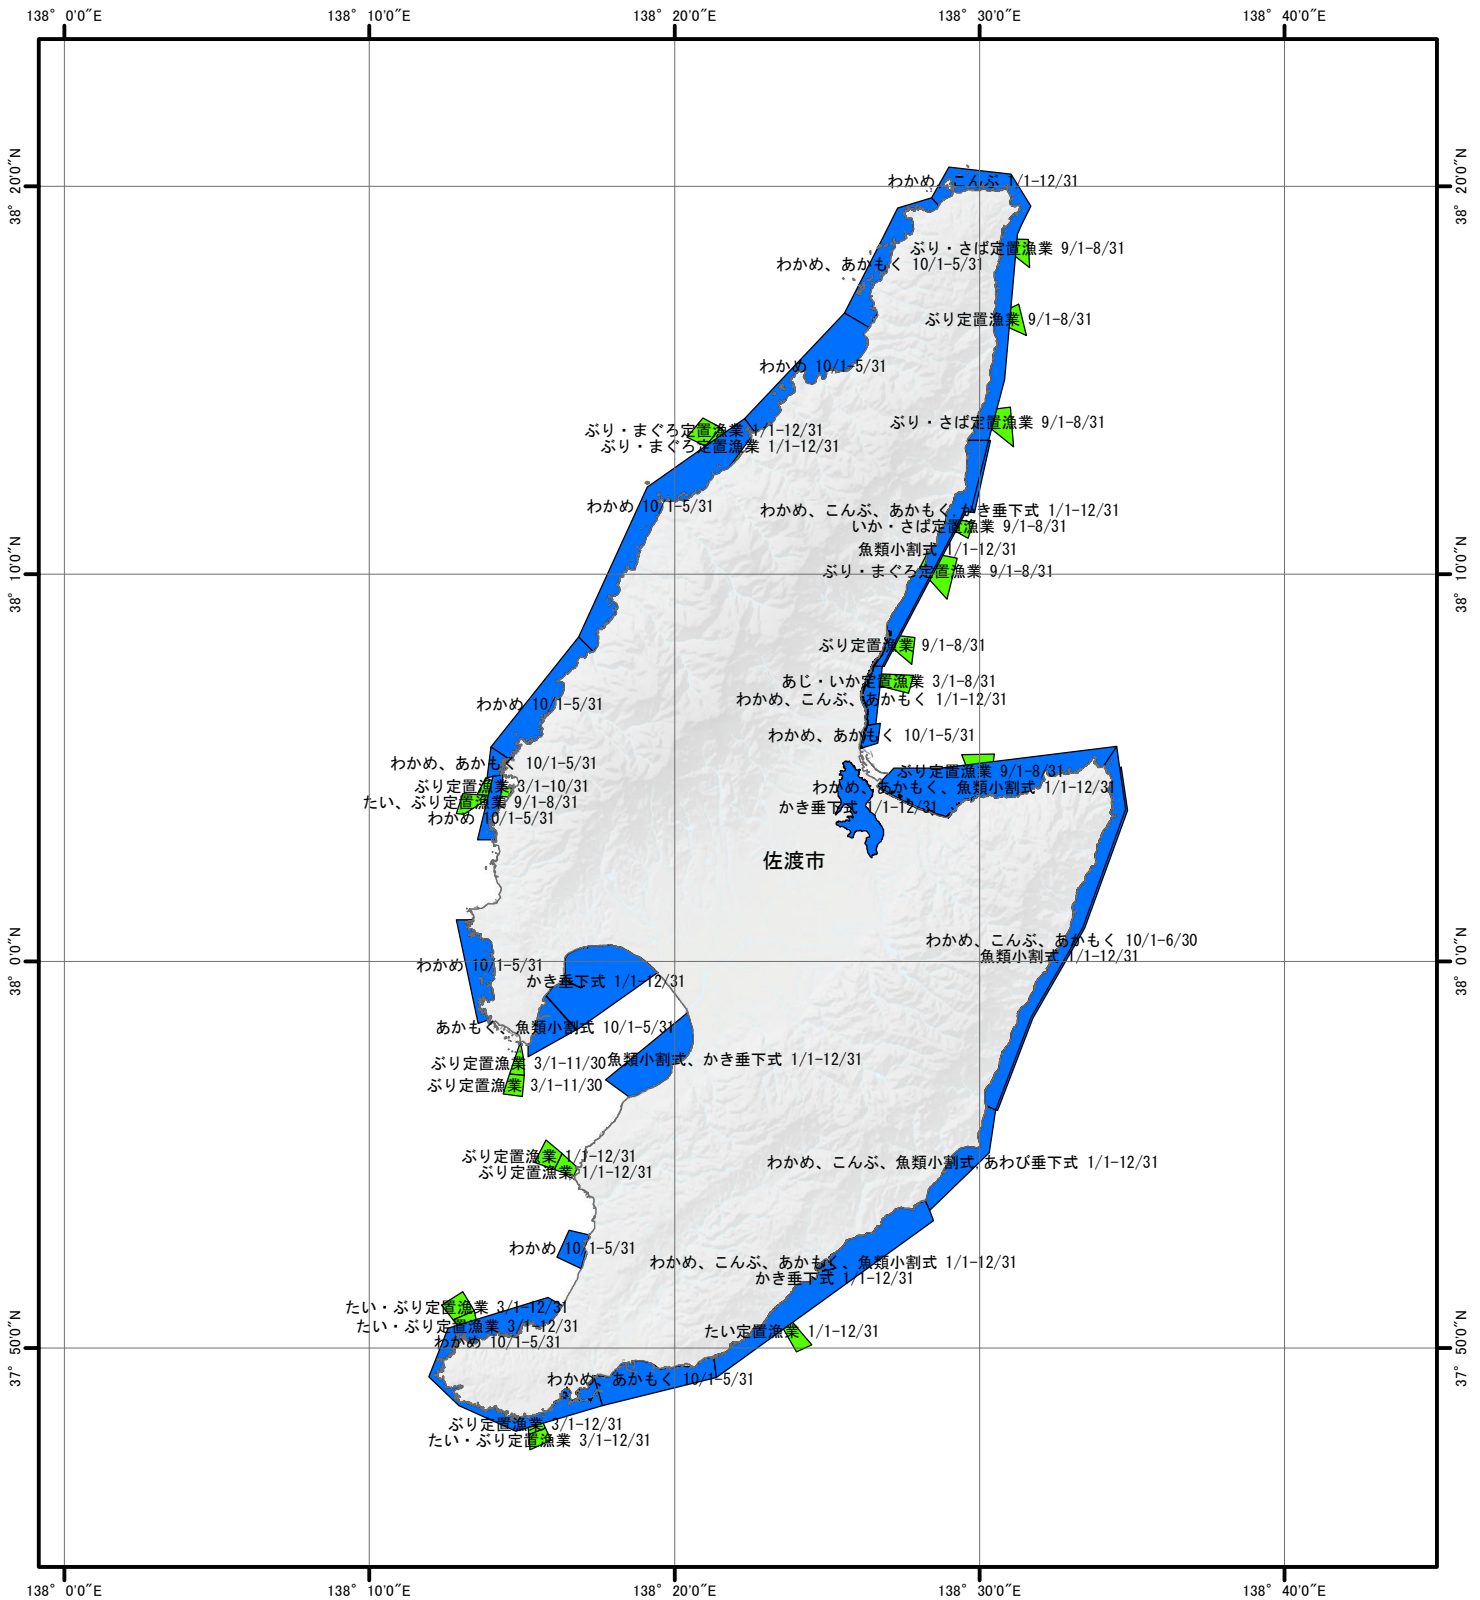 138° 0′0″E
138° 10′0″E
138° 20′0″E
138° 30′0″E
138° 40′0″E
38° 20′0″N
38° 20′0″N
わかめ、こんぶ 1/1-12/31
ぶり・さば定置漁業 9/1-8/31
わかめ、あかもく 10/1-5/31
ぶり定置漁業 9/1-8/31
わかめ 10/1-5/31
ぶり・さば定置漁業 9/1-8/31
ぶり・まぐろ定置漁業 1/1-12/31
ぶり・まぐろ定置漁業 1/1-12/31
わかめ 10/1-5/31
わかめ、こんぶ、あかもく、かき垂下式 1/1-12/31
いか・さば定置漁業 9/1-8/31
魚類小割式 1/1-12/31
38° 10′0″N
38° 10′0″N
ぶり・まぐろ定置漁業 9/1-8/31
ぶり定置漁業 9/1-8/31
あじ・いか定置漁業 3/1-8/31
わかめ、こんぶ、あかもく 1/1-12/31
わかめ 10/1-5/31
わかめ、あかもく 10/1-5/31
わかめ、あかもく 10/1-5/31
ぶり定置漁業 9/1-8/31
ぶり定置漁業 3/1-10/31
わかめ、あかもく、魚類小割式 1/1-12/31
たい、ぶり定置漁業 9/1-8/31
かき垂下式 1/1-12/31
わかめ 10/1-5/31
佐渡市
わかめ、こんぶ、あかもく 10/1-6/30
魚類小割式 1/1-12/31
38° 0′0″N
38° 0′0″N
わかめ 10/1-5/31
かき垂下式 1/1-12/31
あかもく、魚類小割式 10/1-5/31
魚類小割式、かき垂下式 1/1-12/31
ぶり定置漁業 3/1-11/30
ぶり定置漁業 3/1-11/30
ぶり定置漁業 1/1-12/31
ぶり定置漁業 1/1-12/31
わかめ、こんぶ、魚類小割式、あわび垂下式 1/1-12/31
わかめ 10/1-5/31
わかめ、こんぶ、あかもく、魚類小割式 1/1-12/31
かき垂下式 1/1-12/31
たい・ぶり定置漁業 3/1-12/31
たい・ぶり定置漁業 3/1-12/31
わかめ 10/1-5/31
たい定置漁業 1/1-12/31
37° 50′0″N
37° 50′0″N
わかめ、あかもく 10/1-5/31
ぶり定置漁業 3/1-12/31
たい・ぶり定置漁業 3/1-12/31
138° 0′0″E
138° 10′0″E
138° 20′0″E
138° 30′0″E
138° 40′0″E